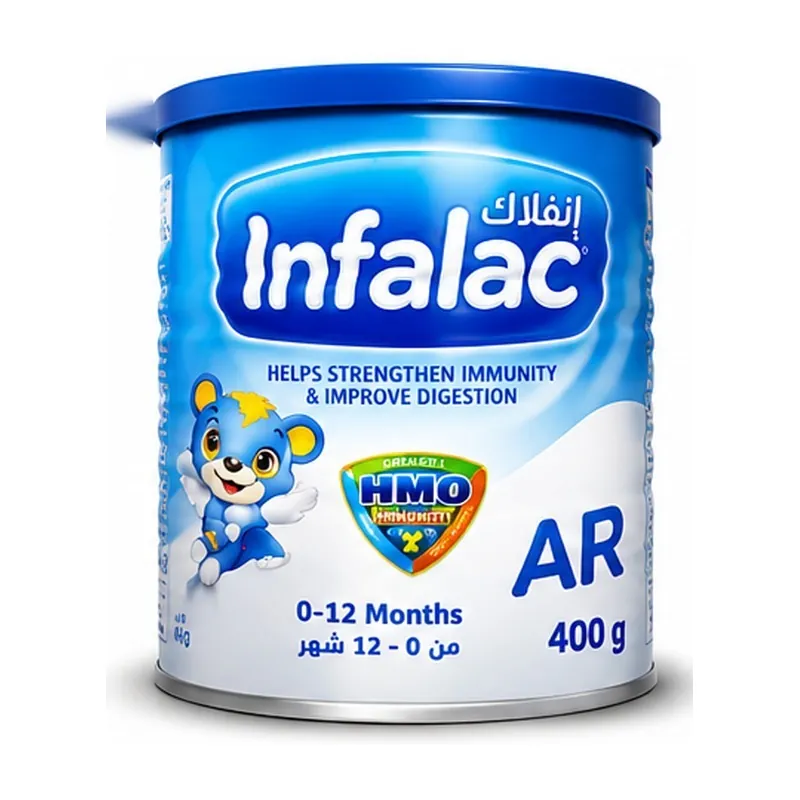 إنفلاك
Infalac
HELPS STRENGTHEN IMMUNITY
& IMPROVE DIGESTION
HMO
AR
0-12 Months
من 0 - 12 شهر
400 g